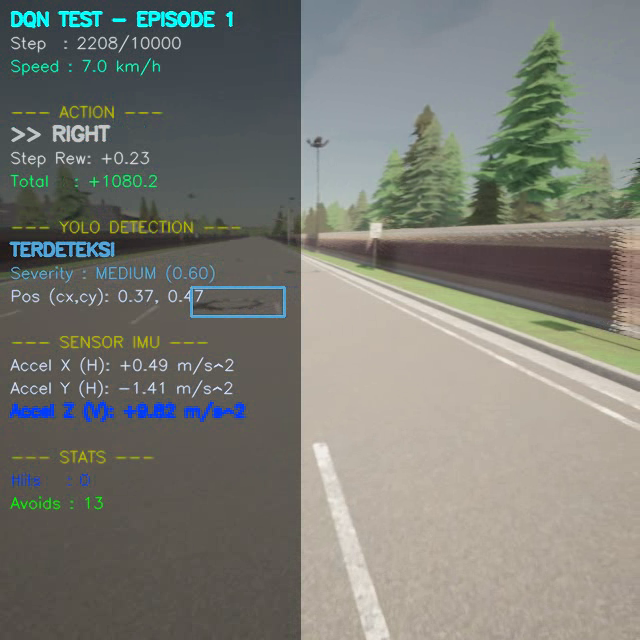 DQN TEST - EPISODE 1
Step : 2208/10000
Speed : 7.0 km/h
--- ACTION ---
>> RIGHT
Step Rew: +0.23
Total : +1080.2
--- YOLO DETECTION ---
TERDETEKSI
Severity : MEDIUM (0.60)
Pos (cx,cy): 0.37, 0.47
--- SENSOR IMU ---
Accel X (H): +0.49 m/s^2
Accel Y (H): -1.41 m/s^2
Accel Z (V): +9.82 m/s^2
--- STATS ---
Hits : 0
Avoids : 13